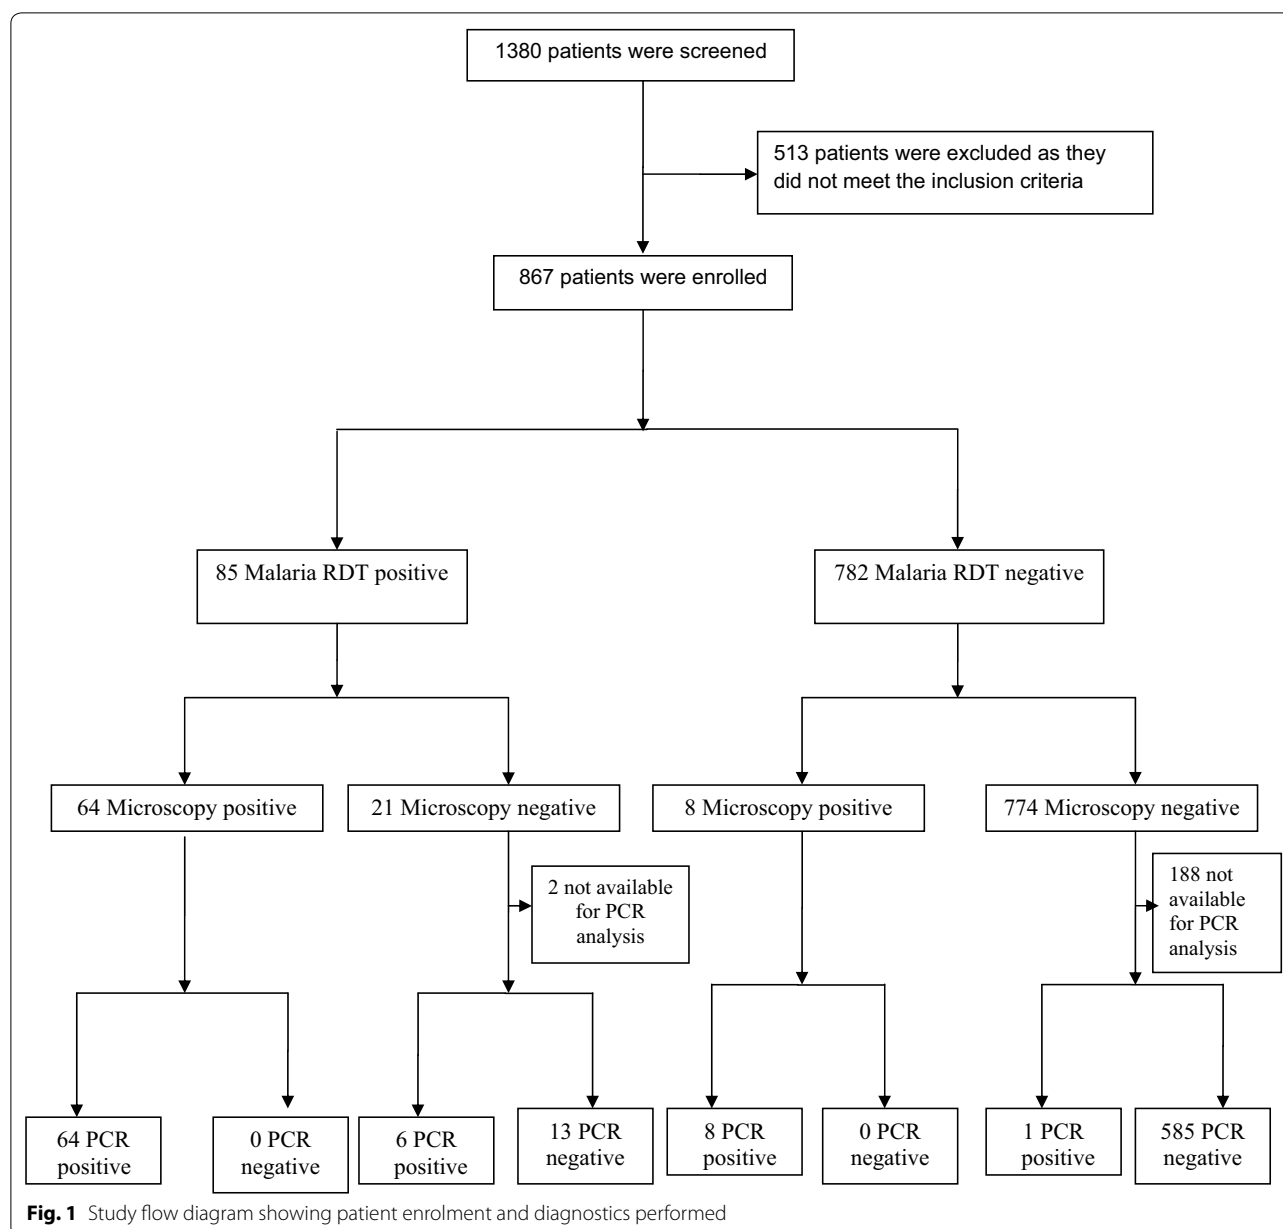 1380 patients were screened
513 patients were excluded as they
did not meet the inclusion criteria
867 patients were enrolled
85 Malaria RDT positive
782 Malaria RDT negative
64 Microscopy positive
21 Microscopy negative
8 Microscopy positive
774 Microscopy negative
2 not available
for PCR
analysis
188 not
available
for PCR
analysis
64 PCR
positive
0 PCR
negative
6 PCR
positive
13 PCR
negative
8 PCR
positive
0 PCR
negative
1 PCR
positive
585 PCR
negative
Fig. 1 Study flow diagram showing patient enrolment and diagnostics performed